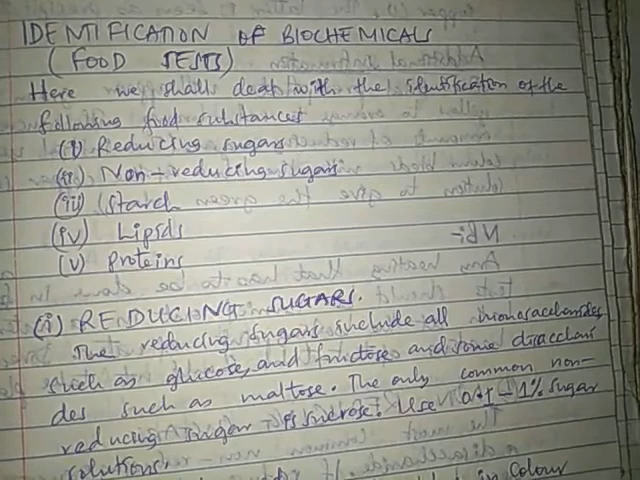 IDENTIFICATION OF BIOCHEMICALS
(FOOD TESTS)
Here we shall deal with the identification of the
following food substances
(i) Reducing sugars
(ii) Non-reducing sugars
(iii) Starch
(iv) Lipids
(v) Proteins
(i) REDUCING SUGARS.
The reducing sugars include all monosaccharides
such as glucose, and fructose and some disacchari
des such as maltose. The only common non-
reducing sugar is sucrose. Use 0.1% - 1% sugar
solutions.
in colour